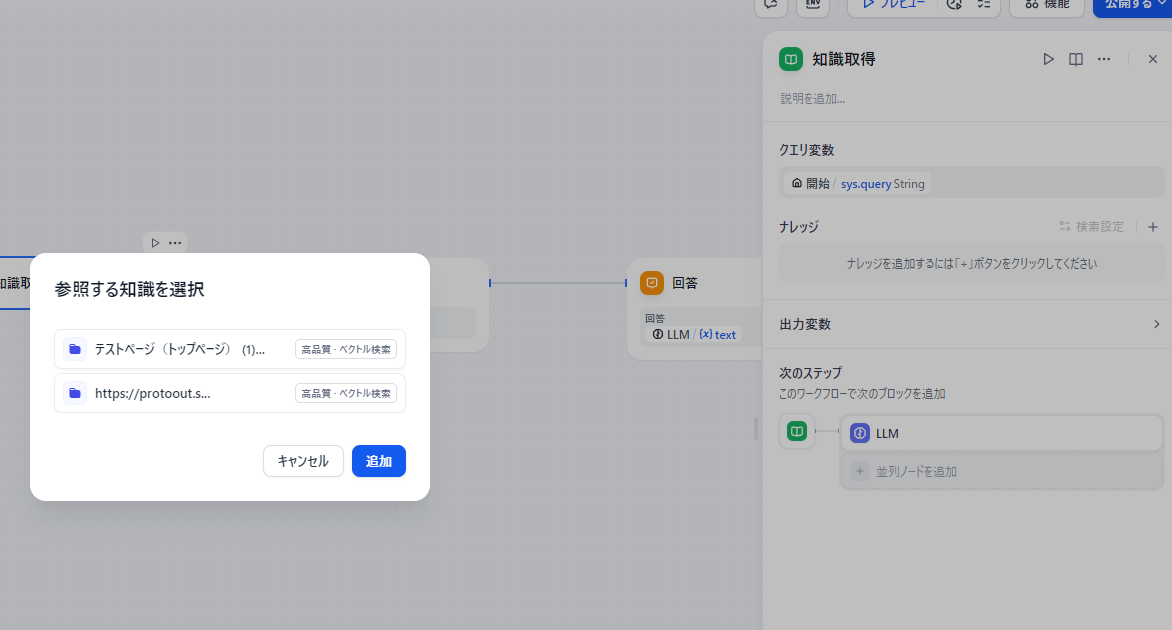 ENV
プレビュー
機能
公開する
知識取得
説明を追加...
クエリ変数
開始 / sys.query String
ナレッジ
検索設定
ナレッジを追加するには「+」ボタンをクリックしてください
出力変数
次のステップ
このワークフローで次のブロックを追加
LLM
並列ノードを追加
知識取
参照する知識を選択
テストページ（トップページ） (1)...
高品質・ベクトル検索
https://protoout.s...
高品質・ベクトル検索
キャンセル
追加
回答
回答
LLM / {x} text